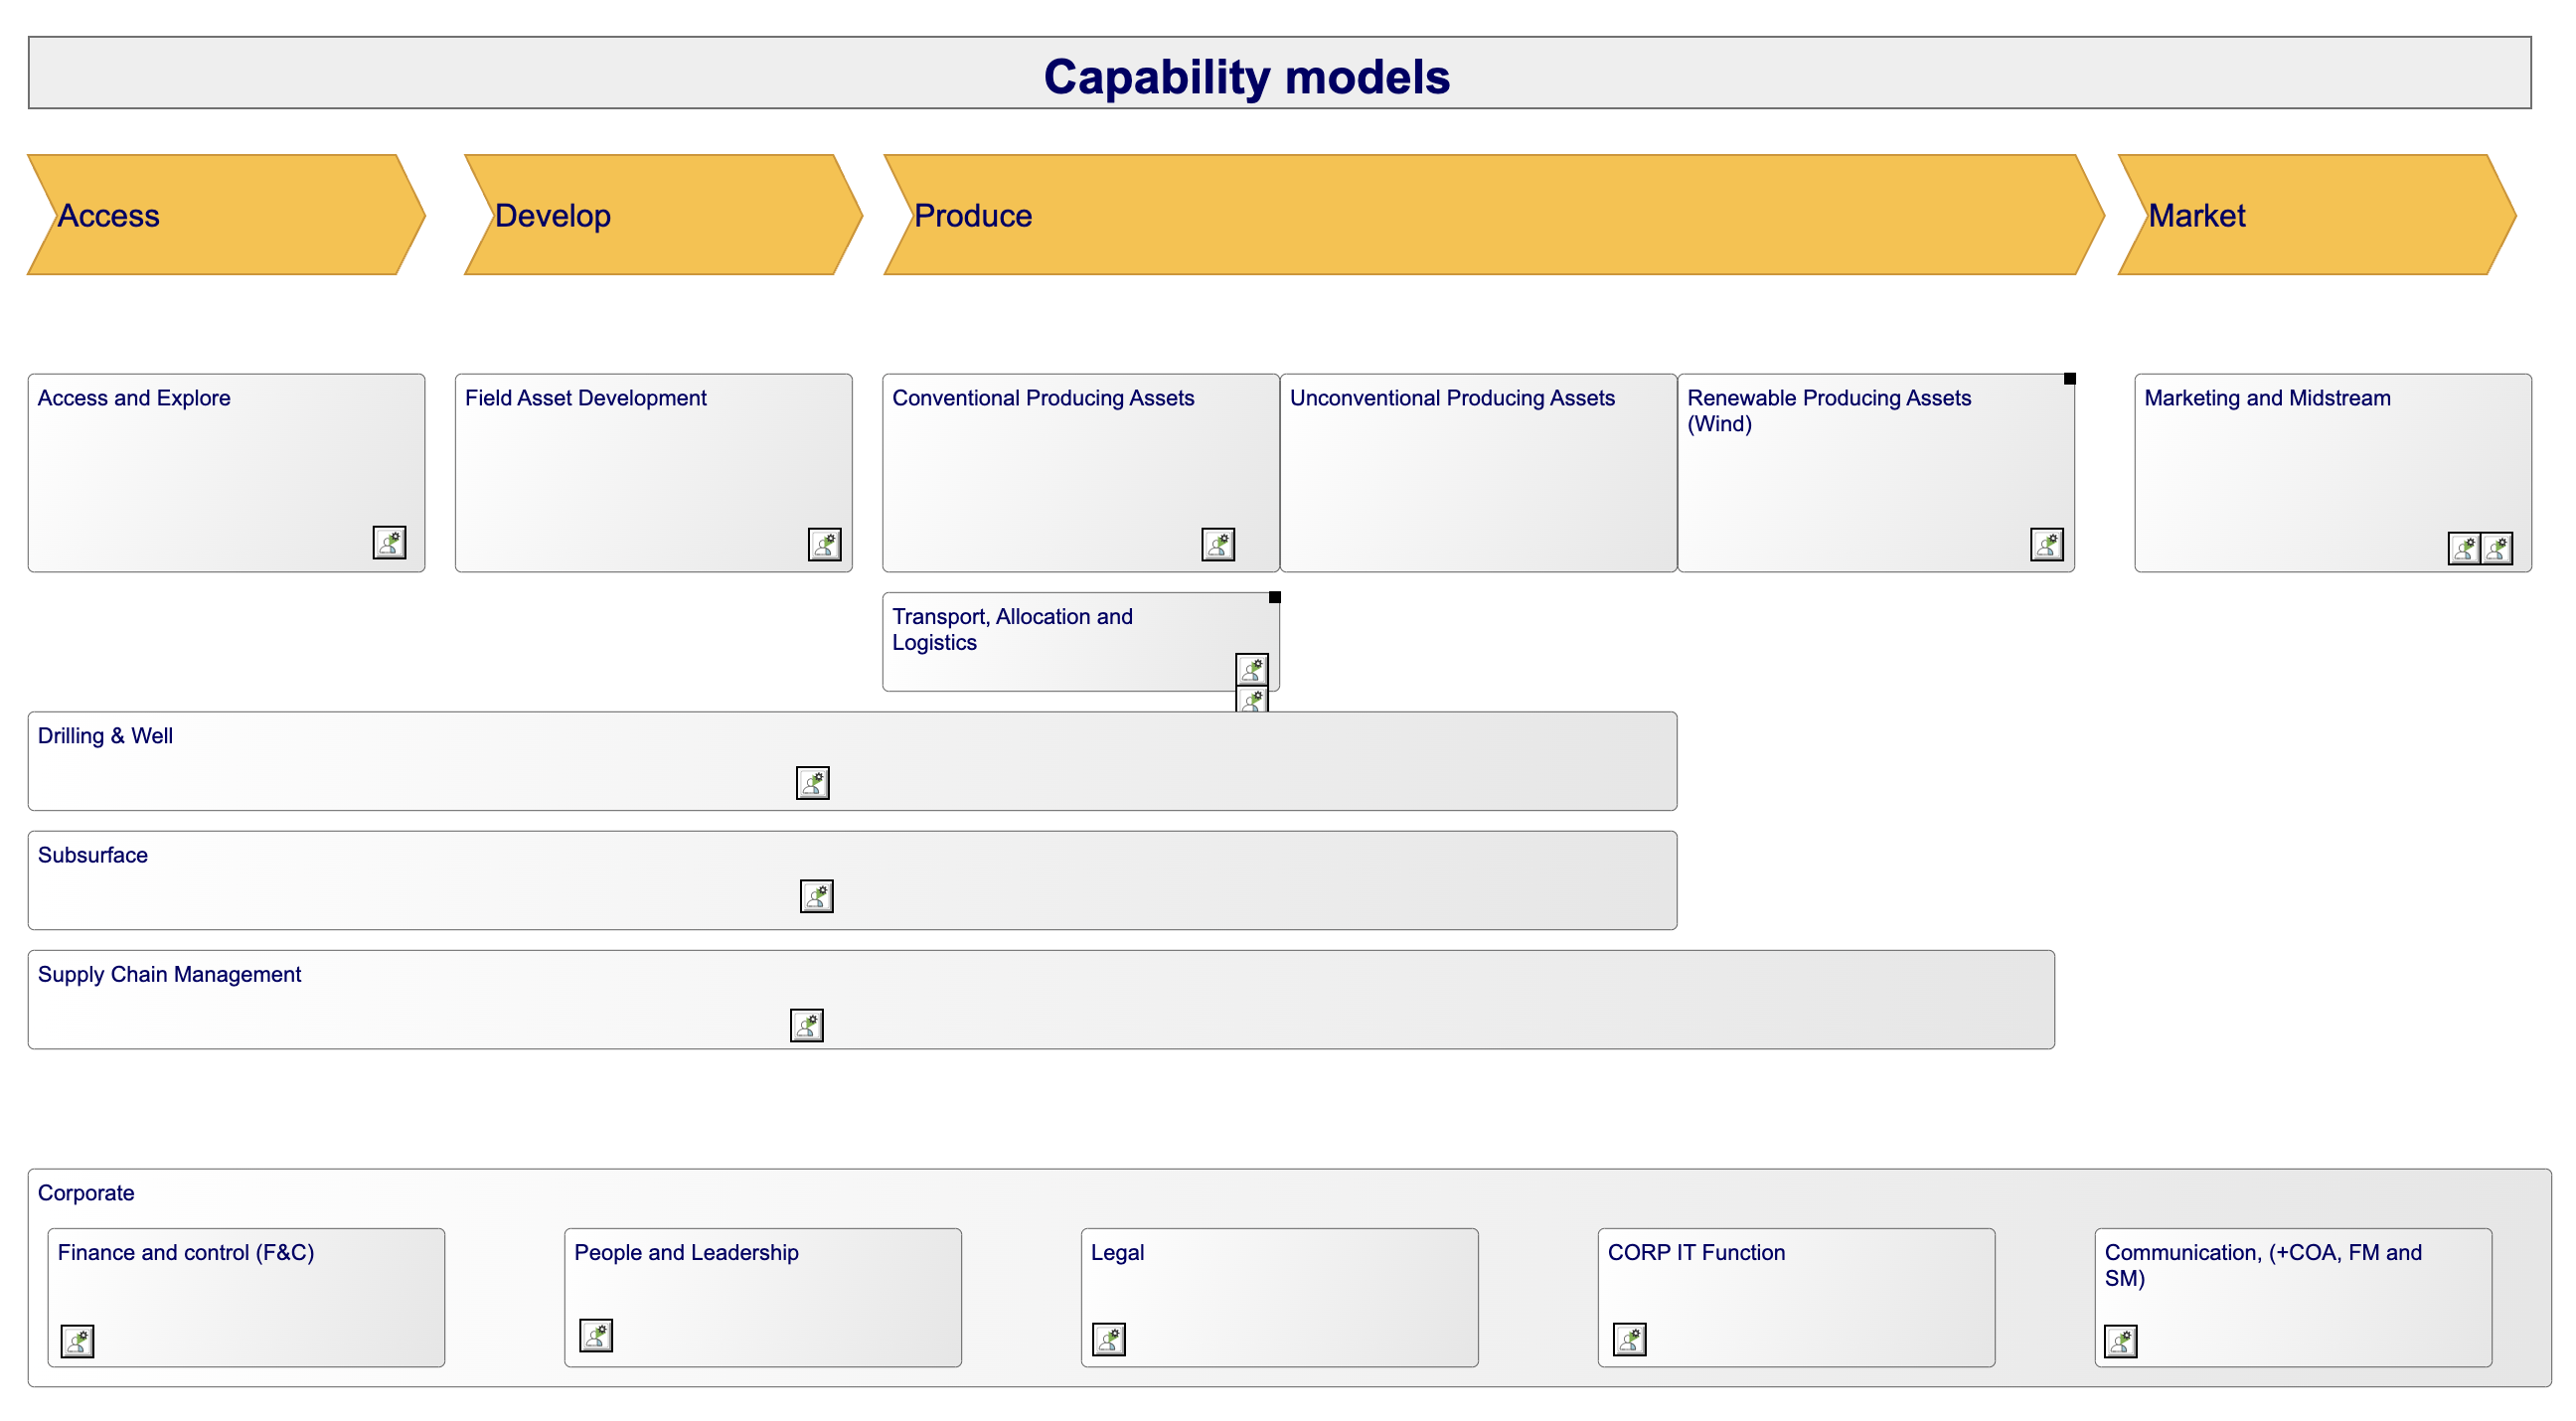 Capability models
Access
Develop
Produce
Market
Access and Explore
Field Asset Development
Conventional Producing Assets
Unconventional Producing Assets
Renewable Producing Assets
(Wind)
Marketing and Midstream
Transport, Allocation and
Logistics
Drilling & Well
Subsurface
Supply Chain Management
Corporate
Finance and control (F&C)
People and Leadership
Legal
CORP IT Function
Communication, (+COA, FM and
SM)